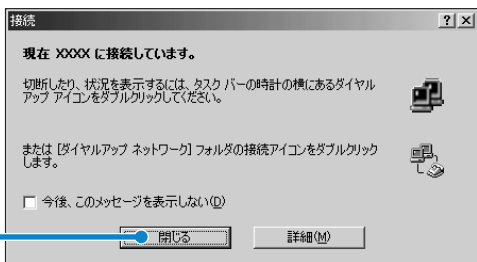 接続
現在 XXXX に接続しています。
切断したり、状況を表示するには、タスク バーの時計の横にあるダイヤル
アップ アイコンをダブルクリックしてください。
または [ダイヤルアップ ネットワーク] フォルダの接続アイコンをダブルクリック
します。
今後、このメッセージを表示しない(D)
閉じる 詳細(M)